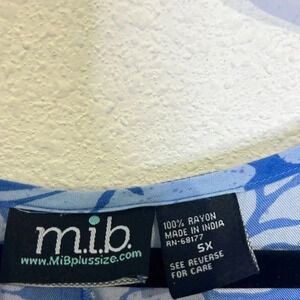 m.i.b.
www.MiBplussize.com
100% RAYON
MADE IN INDIA
RN-68177
5X
SEE REVERSE
FOR CARE